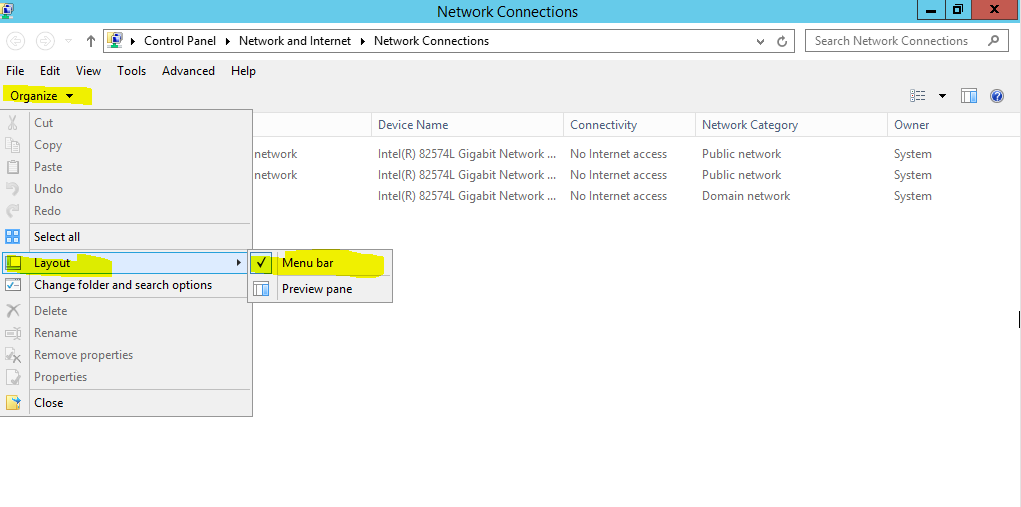 Network Connections
Control Panel Network and Internet Network Connections Search Network Connections
File Edit View Tools Advanced Help
Organize
Device Name Connectivity Network Category Owner
Cut
Copy
network Intel(R) 82574L Gigabit Network ... No Internet access Public network System
Paste
network Intel(R) 82574L Gigabit Network ... No Internet access Public network System
Undo
Intel(R) 82574L Gigabit Network ... No Internet access Domain network System
Redo
Select all
Layout Menu bar
Change folder and search options Preview pane
Delete
Rename
Remove properties
Properties
Close